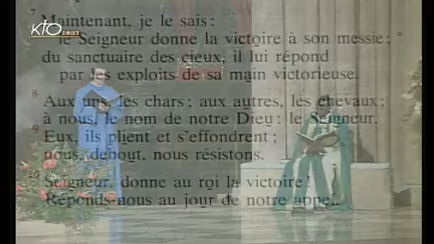 KTO
DIRECT
7
Maintenant, je le sais :
le Seigneur donne la victoire à son messie ;
du sanctuaire des cieux, il lui répond
par les exploits de sa main victorieuse.
8
Aux uns, les chars ; aux autres, les chevaux ;
à nous, le nom de notre Dieu : le Seigneur.
9
Eux, ils plient et s'effondrent ;
nous, debout, nous résistons.
10
Seigneur, donne au roi la victoire !
Réponds-nous au jour de notre appel.